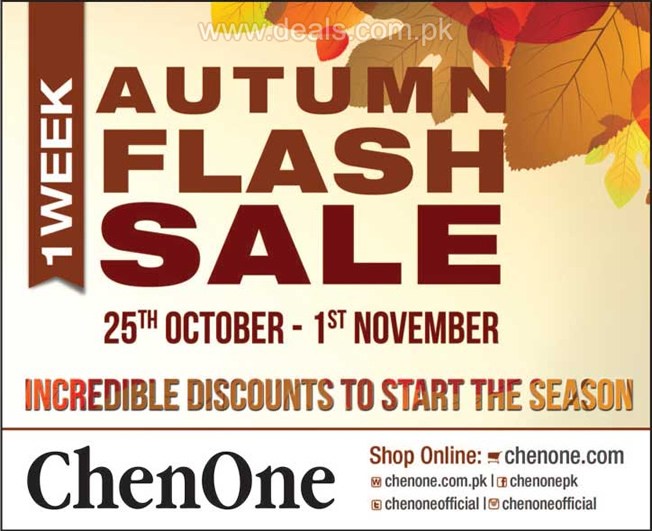 www.deals.com.pk
1 WEEK
AUTUMN
FLASH
SALE
25TH OCTOBER - 1ST NOVEMBER
INCREDIBLE DISCOUNTS TO START THE SEASON
ChenOne
Shop Online: chenone.com
chenone.com.pk | chenonepk
chenoneofficial | chenoneofficial